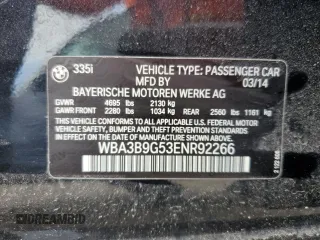 335i VEHICLE TYPE: PASSENGER CAR
MFD BY 03/14
BAYERISCHE MOTOREN WERKE AG
GVWR 4695 lbs 2130 kg
GAWR FRONT 2280 lbs 1034 kg REAR 2560 lbs 1161 kg
THIS VEHICLE CONFORMS TO ALL APPLICABLE U.S. FEDERAL
MOTOR VEHICLE SAFETY, BUMPER, AND THEFT PREVENTION
STANDARDS IN EFFECT ON THE DATE OF MANUFACTURE SHOWN ABOVE.
WBA3B9G53ENR92266
DREAMBID